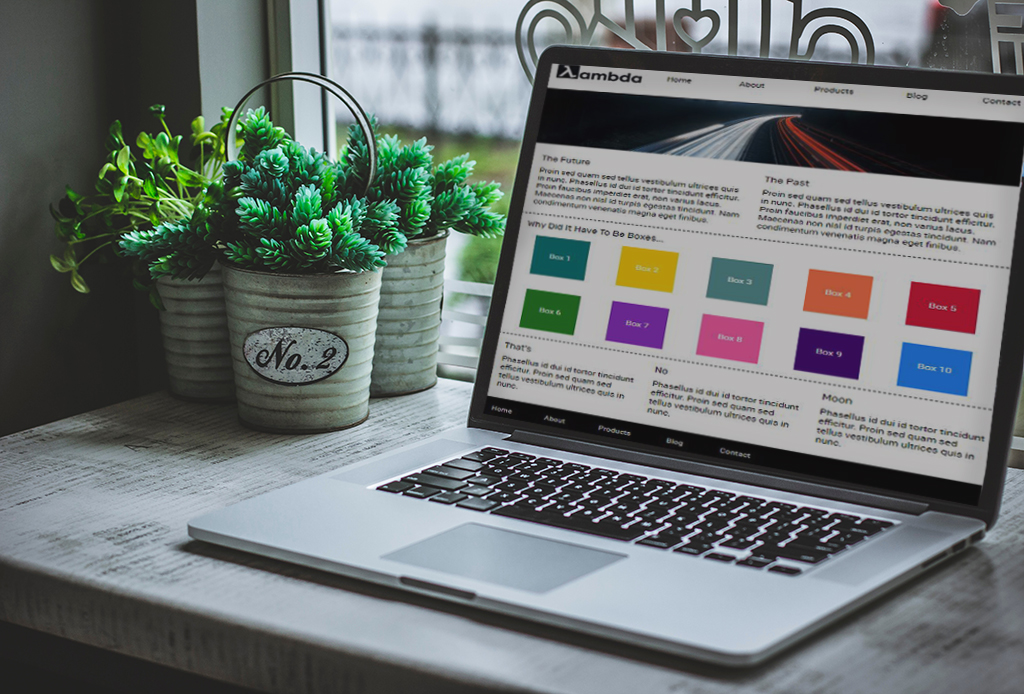 No. 2
λambda
Home About Products Blog Contact
The Future
Proin sed quam sed tellus vestibulum ultrices quis
in nunc. Phasellus id dui id tortor tincidunt efficitur.
Proin faucibus imperdiet erat, non varius lacus.
Maecenas non nisl id turpis egestas tincidunt. Nam
condimentum venenatis magna eget finibus.
The Past
Proin sed quam sed tellus vestibulum ultrices quis
in nunc. Phasellus id dui id tortor tincidunt efficitur.
Proin faucibus imperdiet erat, non varius lacus.
Maecenas non nisl id turpis egestas tincidunt. Nam
condimentum venenatis magna eget finibus.
Why Did It Have To Be Boxes...
Box 1 Box 2 Box 3 Box 4 Box 5
Box 6 Box 7 Box 8 Box 9 Box 10
That's
Phasellus id dui id tortor tincidunt
efficitur. Proin sed quam sed
tellus vestibulum ultrices quis in
nunc.
No
Phasellus id dui id tortor tincidunt
efficitur. Proin sed quam sed
tellus vestibulum ultrices quis in
nunc.
Moon
Phasellus id dui id tortor tincidunt
efficitur. Proin sed quam sed
tellus vestibulum ultrices quis in
nunc.
Home About Products Blog Contact